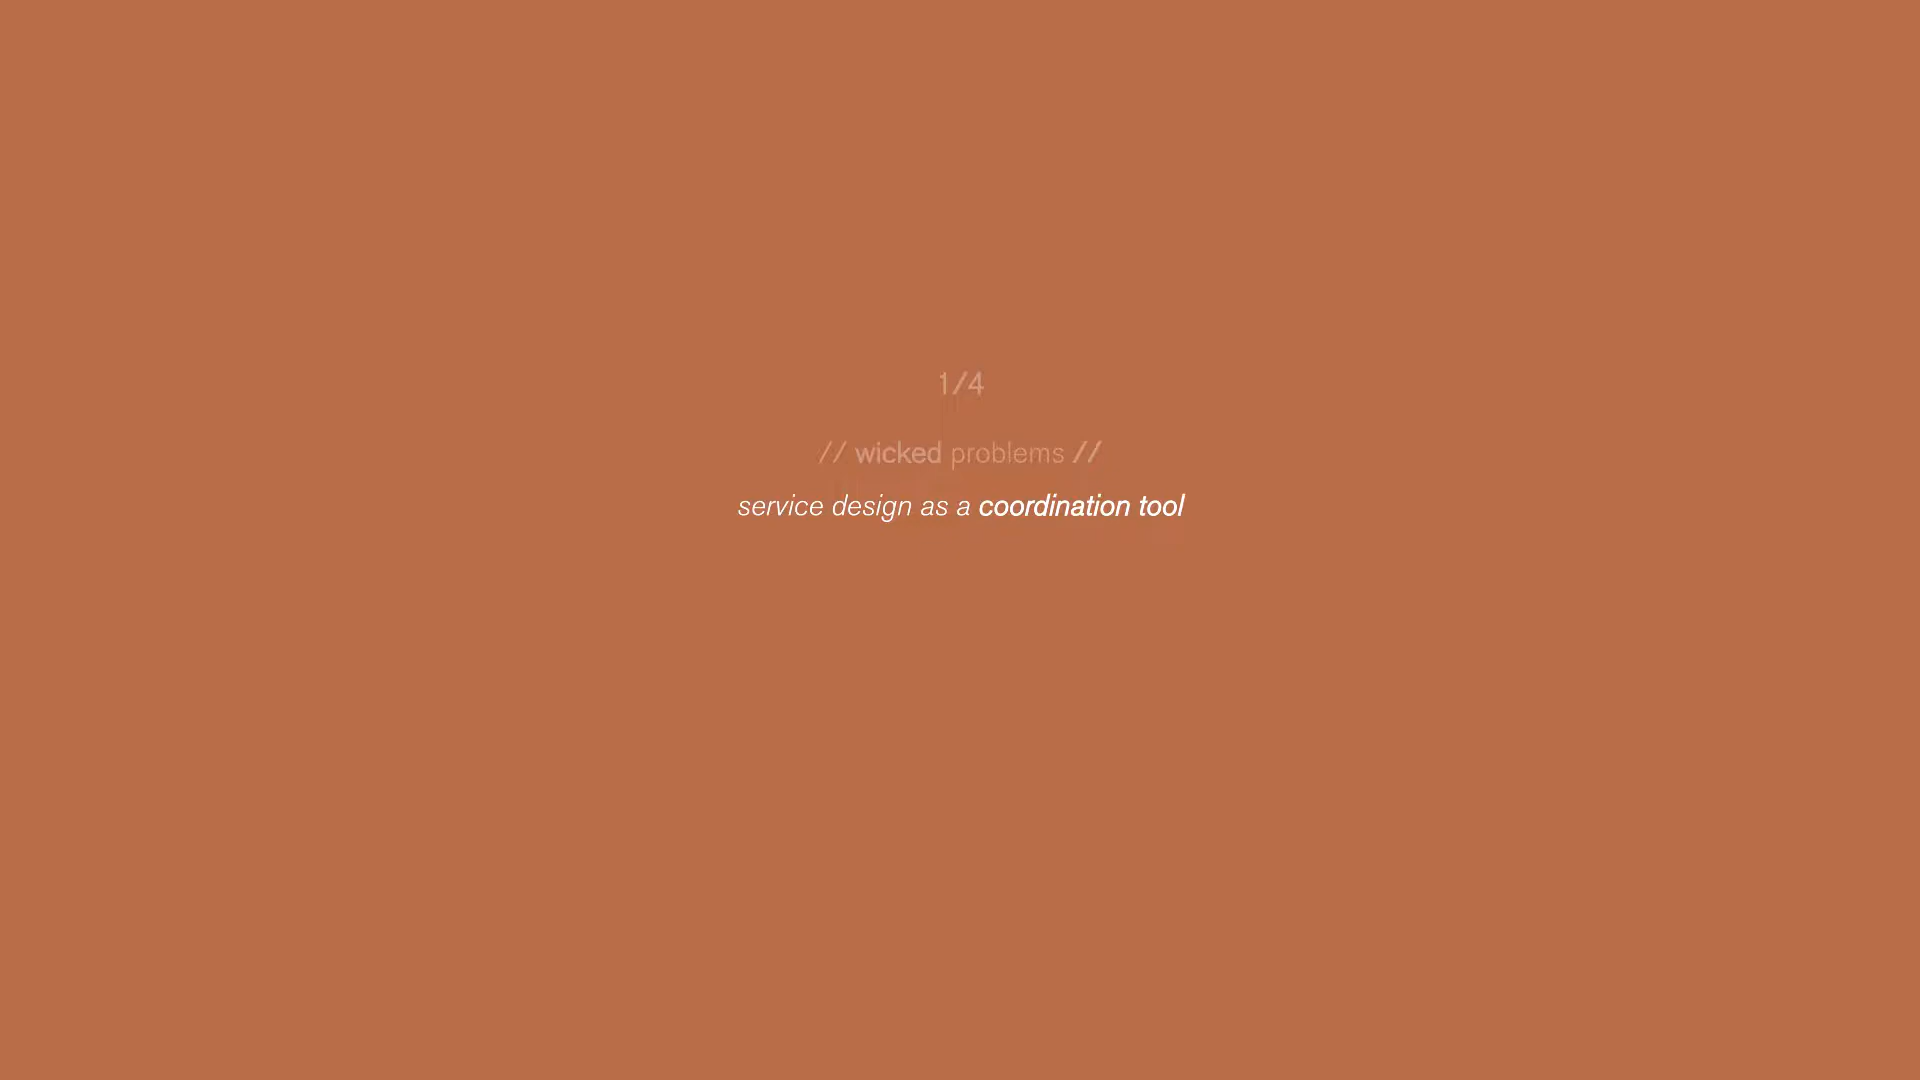 1/4
// wicked problems //
service design as a coordination tool